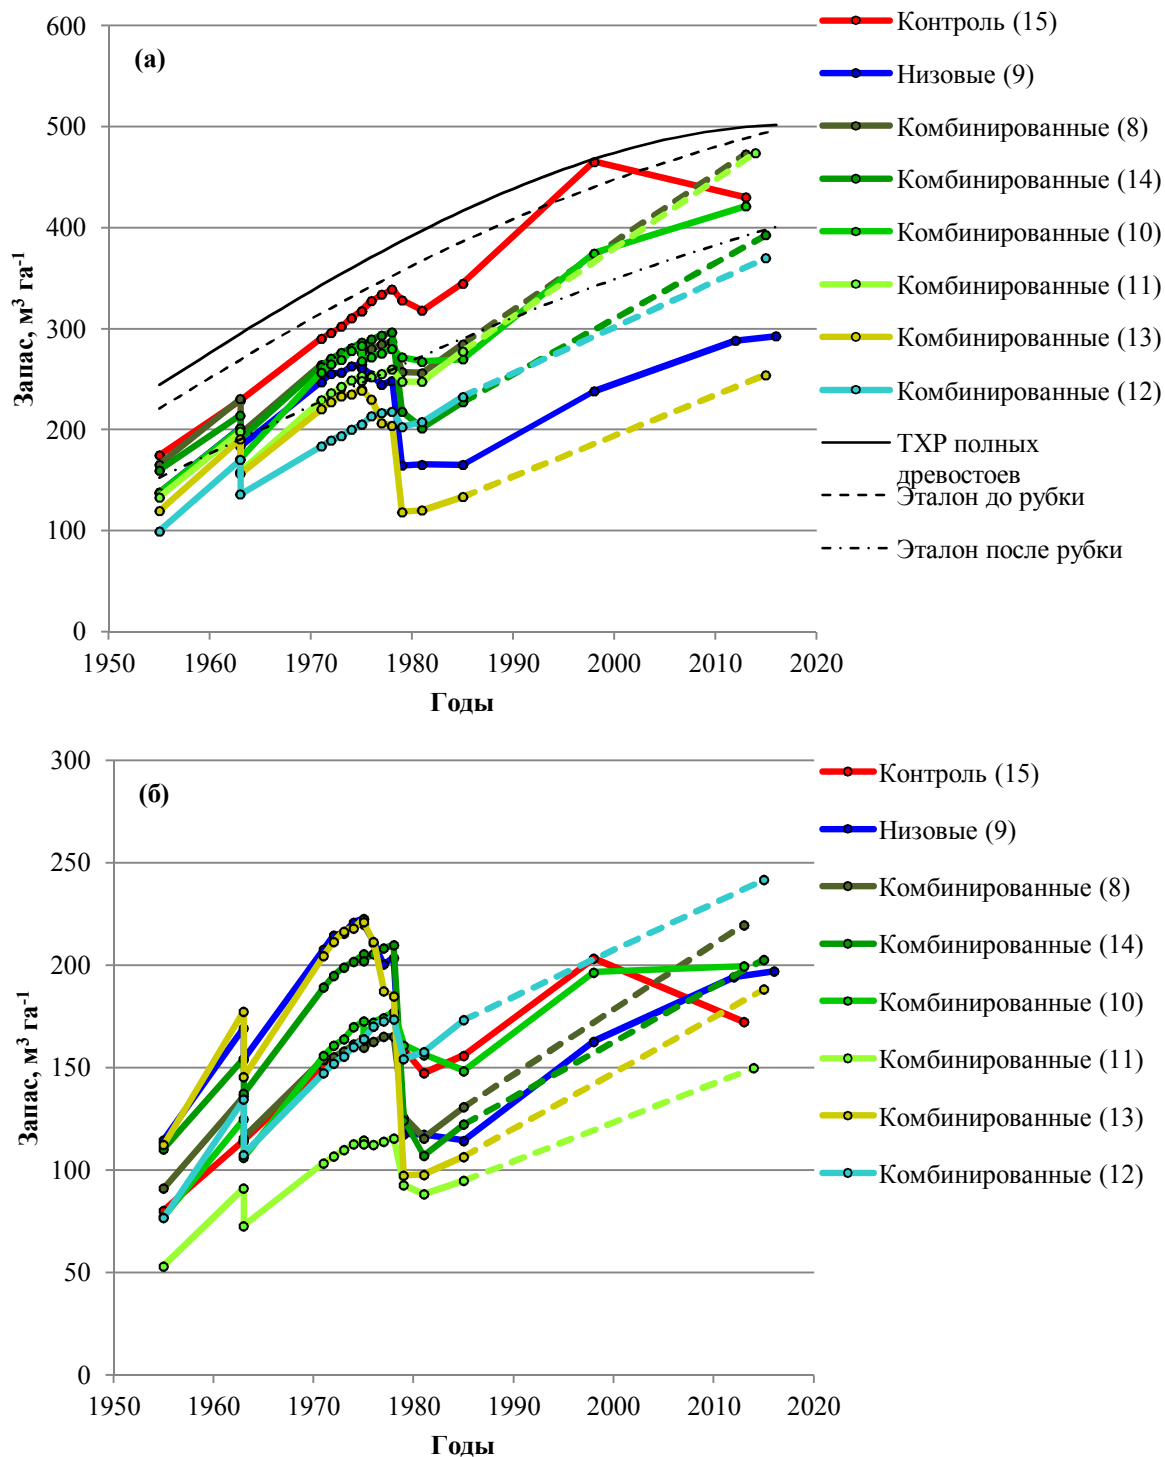 (а)
Запас, м³ га⁻¹
600
500
400
300
200
100
0
1950 1960 1970 1980 1990 2000 2010 2020
Годы
Контроль (15)
Низовые (9)
Комбинированные (8)
Комбинированные (14)
Комбинированные (10)
Комбинированные (11)
Комбинированные (13)
Комбинированные (12)
ТХР полных
древостоев
Эталон до рубки
Эталон после рубки
(б)
Запас, м³ га⁻¹
300
250
200
150
100
50
0
1950 1960 1970 1980 1990 2000 2010 2020
Годы
Контроль (15)
Низовые (9)
Комбинированные (8)
Комбинированные (14)
Комбинированные (10)
Комбинированные (11)
Комбинированные (13)
Комбинированные (12)